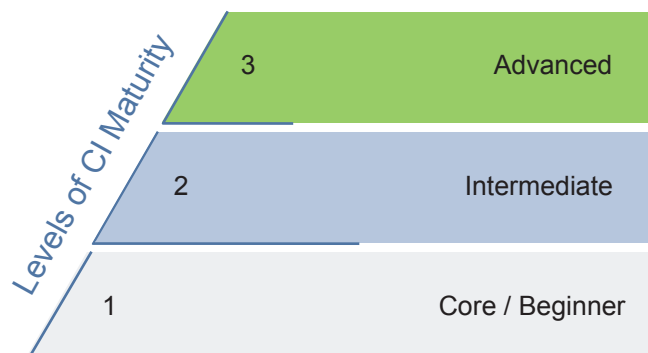 Levels of CI Maturity
3 Advanced
2 Intermediate
1 Core / Beginner